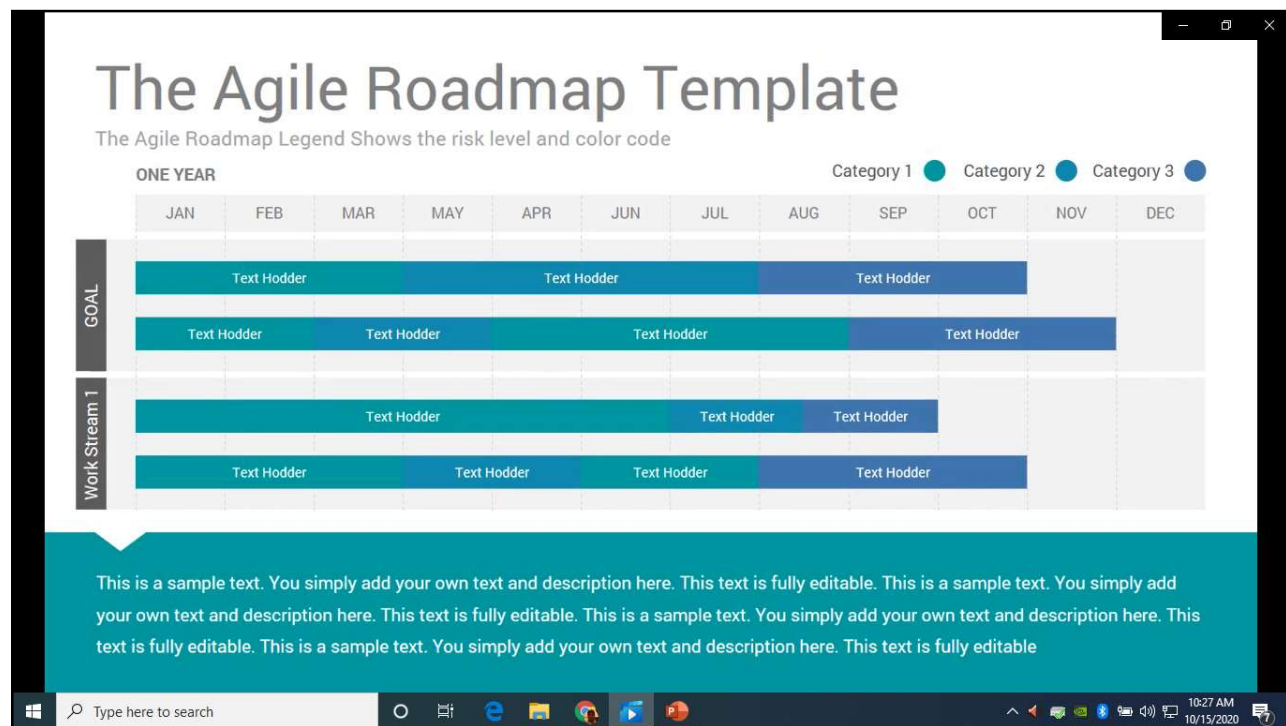 The Agile Roadmap Template
The Agile Roadmap Legend Shows the risk level and color code
ONE YEAR
Category 1 Category 2 Category 3
JAN FEB MAR MAY APR JUN JUL AUG SEP OCT NOV DEC
GOAL
Text Hodder Text Hodder Text Hodder
Text Hodder Text Hodder Text Hodder Text Hodder
Work Stream 1
Text Hodder Text Hodder Text Hodder
Text Hodder Text Hodder Text Hodder Text Hodder
This is a sample text. You simply add your own text and description here. This text is fully editable. This is a sample text. You simply add
your own text and description here. This text is fully editable. This is a sample text. You simply add your own text and description here. This
text is fully editable. This is a sample text. You simply add your own text and description here. This text is fully editable
Type here to search
10:27 AM
10/15/2020